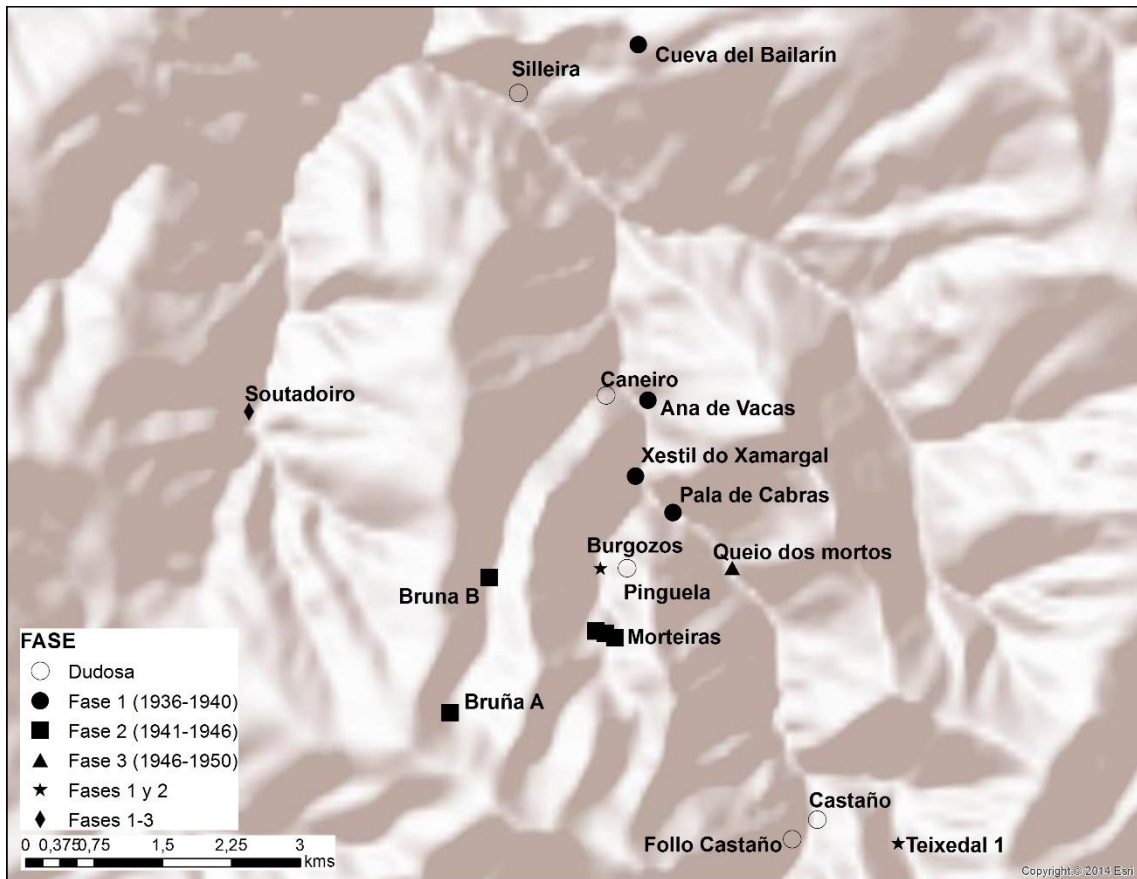 Cueva del Bailarín
Silleira
Caneiro
Soutadoiro
Ana de Vacas
Xestil do Xamargal
Pala de Cabras
Burgozos
Queio dos mortos
Bruna B
Pinguela
Morteiras
Bruña A
Castaño
Follo Castaño
Teixedal 1
FASE
Dudosa
Fase 1 (1936-1940)
Fase 2 (1941-1946)
Fase 3 (1946-1950)
Fases 1 y 2
Fases 1-3
0 0,375 0,75 1,5 2,25 3
kms
Copyright:© 2014 Esri